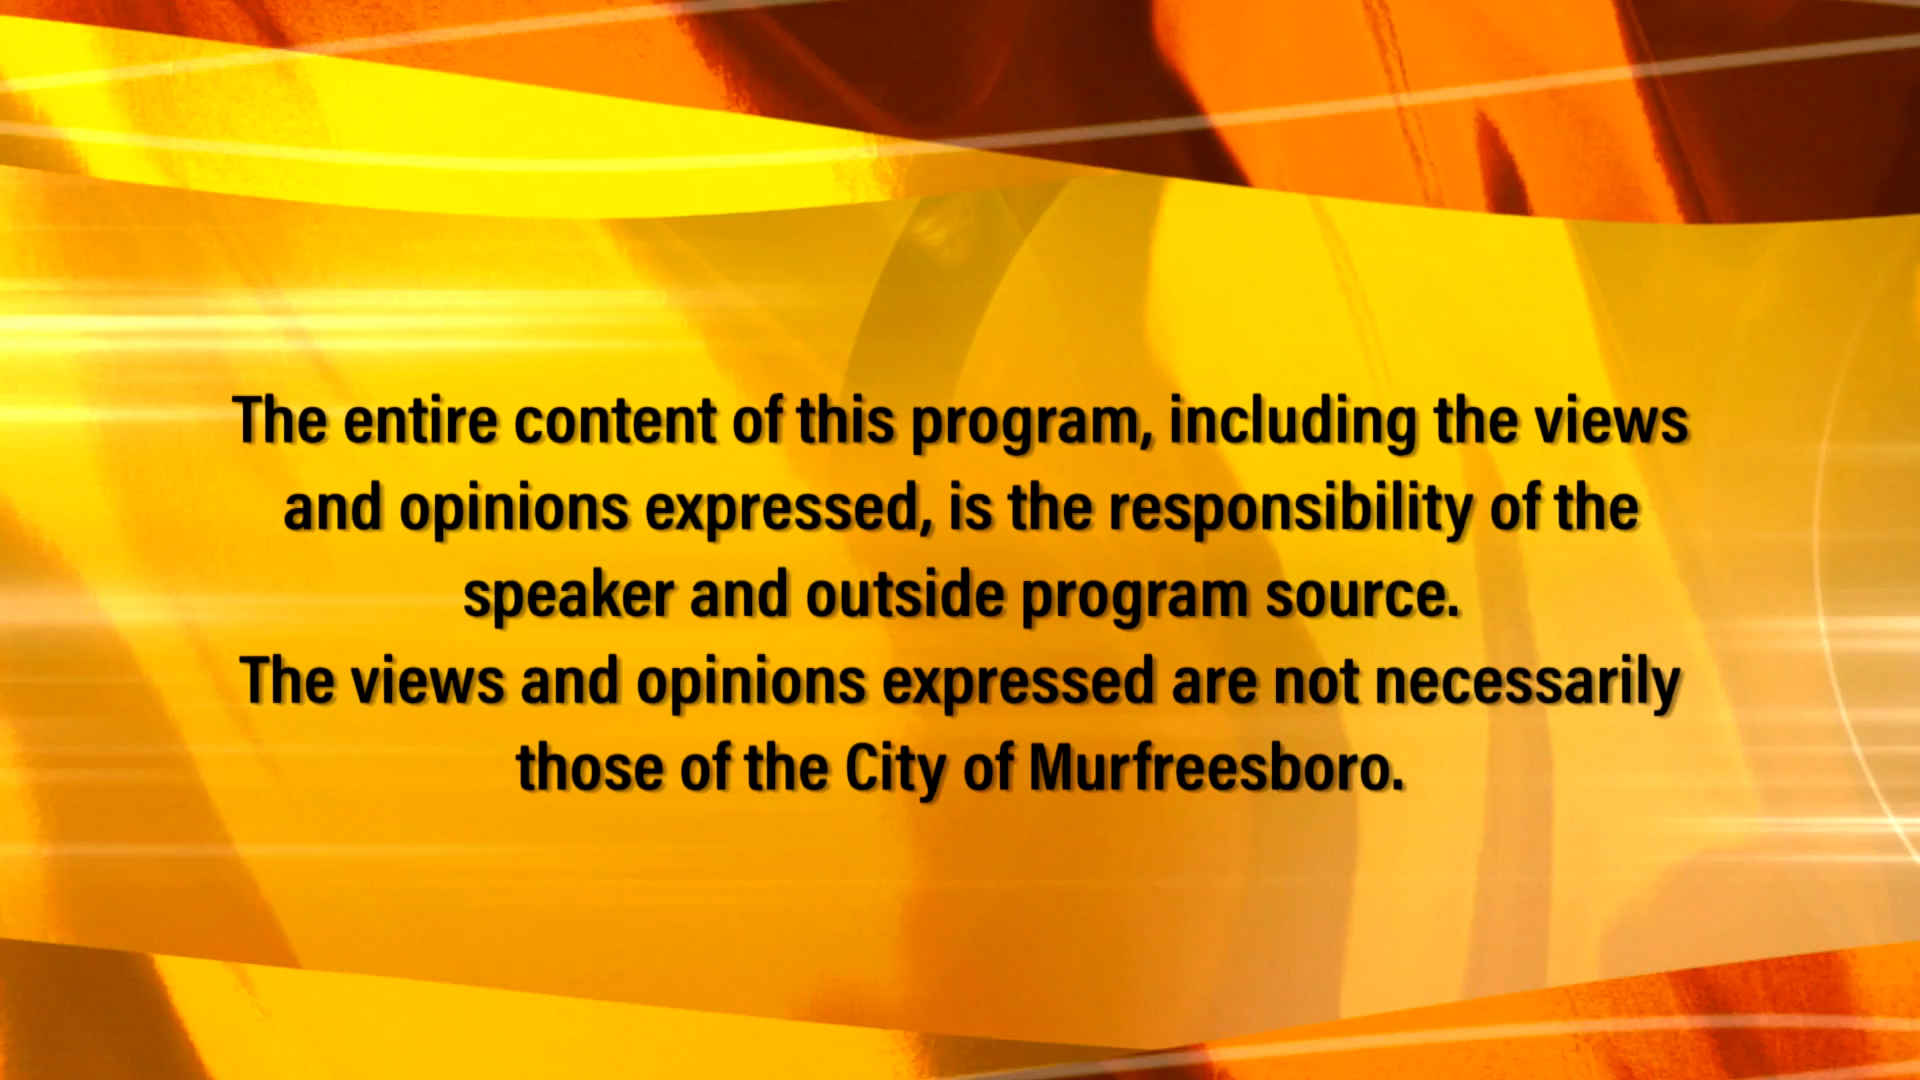 The entire content of this program, including the views
and opinions expressed, is the responsibility of the
speaker and outside program source.
The views and opinions expressed are not necessarily
those of the City of Murfreesboro.